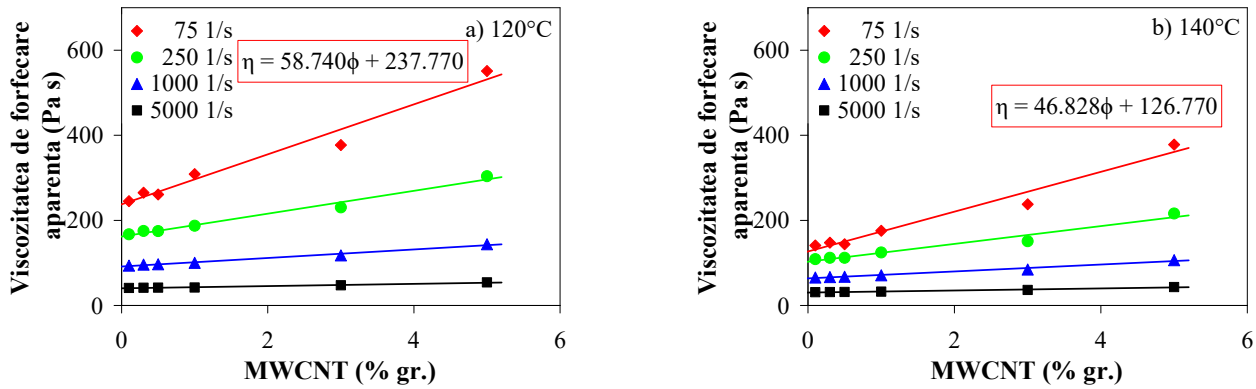 a) 120°C
75 1/s
250 1/s
1000 1/s
5000 1/s
η = 58.740ϕ + 237.770
Viscozitatea de forfecare
aparenta (Pa s)
600
400
200
0
0
2
4
6
MWCNT (% gr.)
b) 140°C
75 1/s
250 1/s
1000 1/s
5000 1/s
η = 46.828ϕ + 126.770
Viscozitatea de forfecare
aparenta (Pa s)
600
400
200
0
0
2
4
6
MWCNT (% gr.)